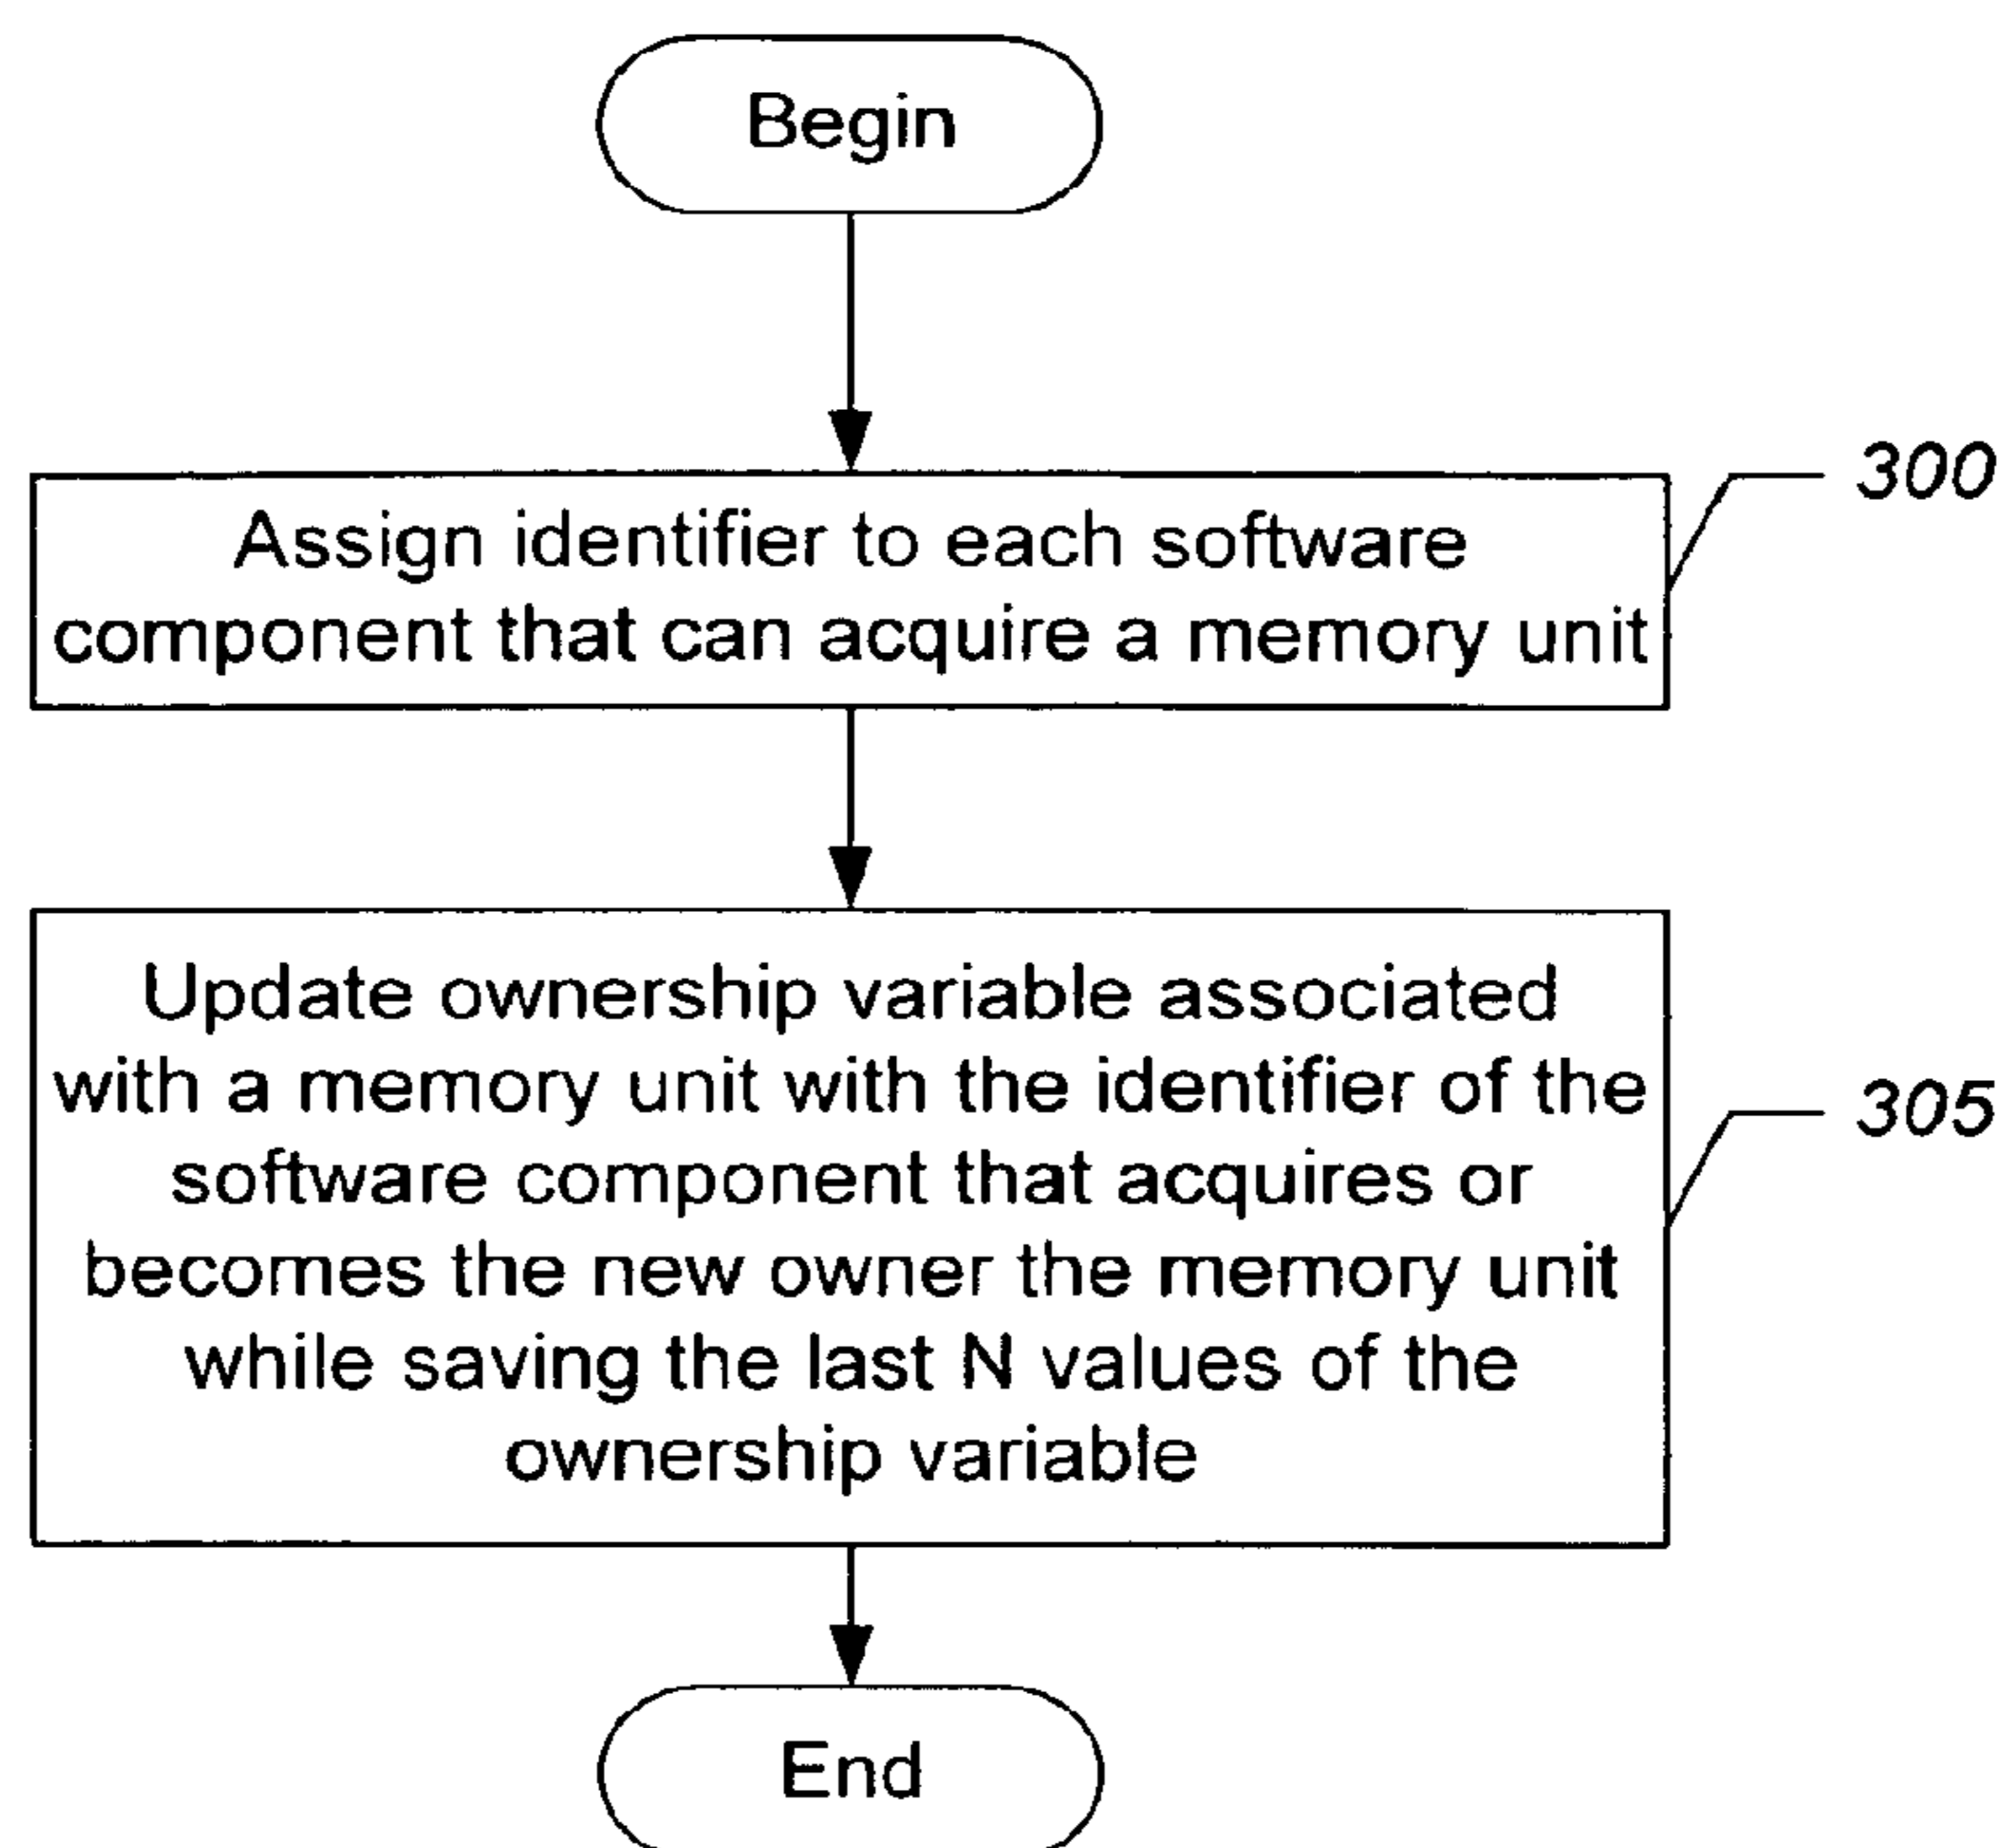 Begin
300
Assign identifier to each software
component that can acquire a memory unit
Update ownership variable associated
with a memory unit with the identifier of the
305
software component that acquires or
becomes the new owner the memory unit
while saving the last N values of the
ownership variable
End